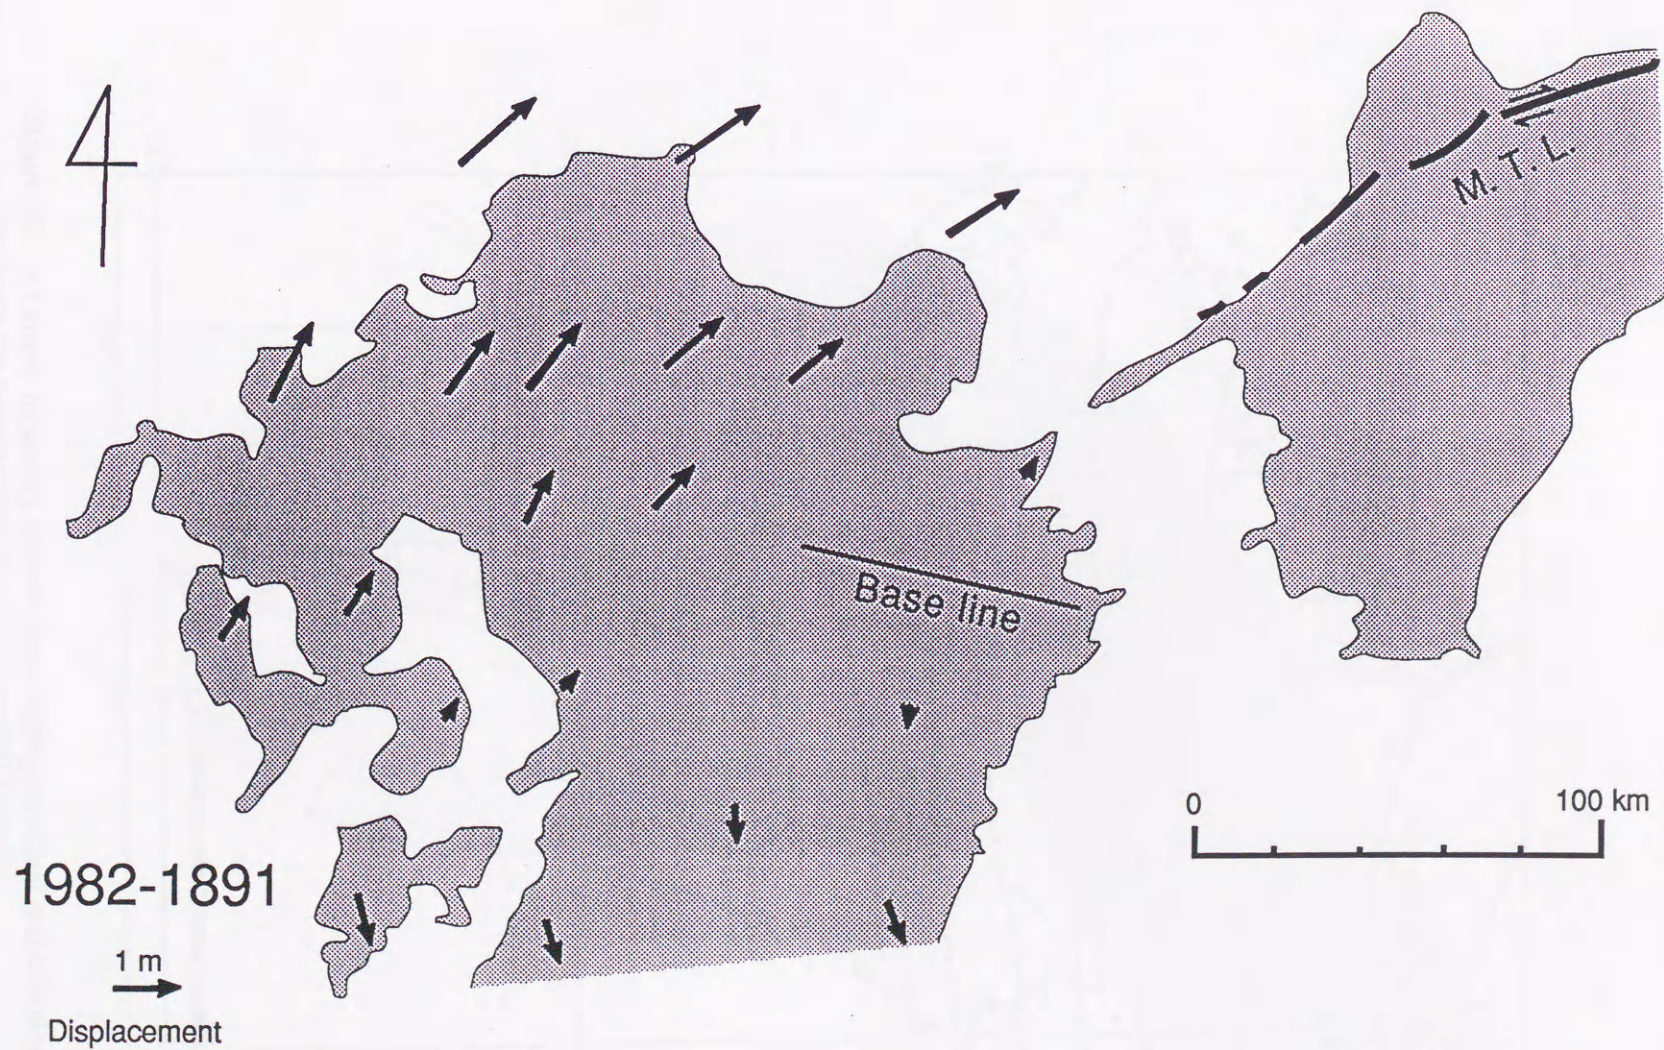 M. T. L.
Base line
0 100 km
1982-1891
1 m
Displacement